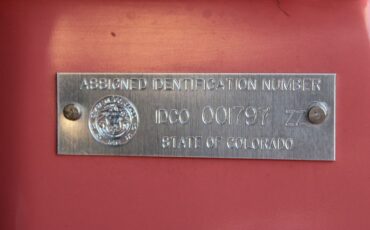 ASSIGNED IDENTIFICATION NUMBER
IDCO 001797 ZZ
STATE OF COLORADO